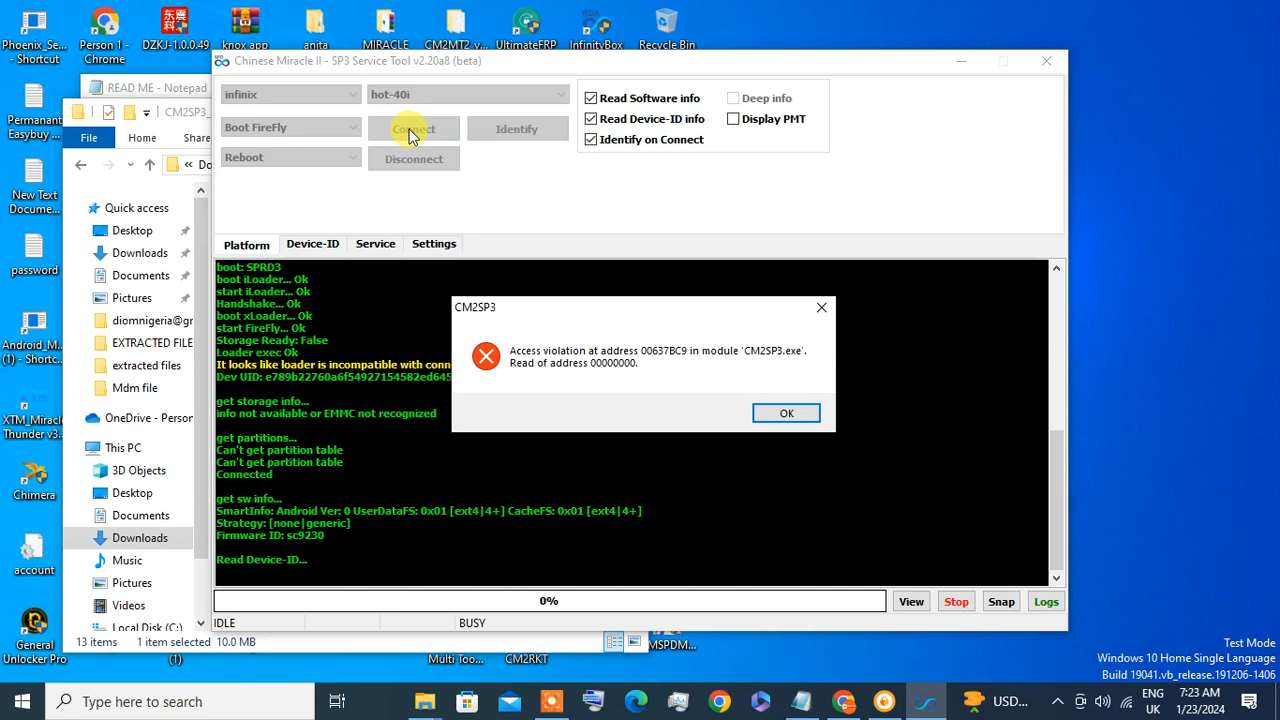 Phoenix_Se...
- Shortcut
Person 1 -
Chrome
DZKJ-1.0.0.49
knox app
anita
MIRACLE
CM2MT2_v...
UltimateFRP
InfinityBox
Recycle Bin
Permanant
Easybuy ...
New Text
Docume...
password
Android_M...
(1) - Shortc...
XTM_Miracle
Thunder v3...
Chimera
account
General
Unlocker Pro
READ ME - Notepad
CM2SP3_
File
Home
Share
« Do
Quick access
Desktop
Downloads
Documents
Pictures
diomnigeria@gr
EXTRACTED FILE
extracted files
Mdm file
OneDrive - Person
This PC
3D Objects
Desktop
Documents
Downloads
Music
Pictures
Videos
Local Disk (C:)
13 items
1 item selected 10.0 MB
(1)
Multi Too...
CM2RKT
MSPDM...
Chinese Miracle II - SP3 Service Tool v2.20a8 (beta)
infinix
hot-40i
Boot FireFly
Connect
Identify
Reboot
Disconnect
Read Software info
Deep info
Read Device-ID info
Display PMT
Identify on Connect
Platform
Device-ID
Service
Settings
boot: SPRD3
boot iLoader... Ok
start iLoader... Ok
Handshake... Ok
boot xLoader... Ok
start FireFly... Ok
Storage Ready: False
Loader exec Ok
It looks like loader is incompatible with conn
Dev UID: e789b22760a6f54927154582ed645
get storage info...
info not available or EMMC not recognized
get partitions...
Can't get partition table
Can't get partition table
Connected
get sw info...
SmartInfo: Android Ver: 0 UserDataFS: 0x01 [ext4|4+] CacheFS: 0x01 [ext4|4+]
Strategy: [none|generic]
Firmware ID: sc9230
Read Device-ID...
CM2SP3
Access violation at address 00637BC9 in module 'CM2SP3.exe'.
Read of address 00000000.
OK
0%
View
Stop
Snap
Logs
IDLE
BUSY
Test Mode
Windows 10 Home Single Language
Build 19041.vb_release.191206-1406
Type here to search
USD...
ENG
UK
7:23 AM
1/23/2024